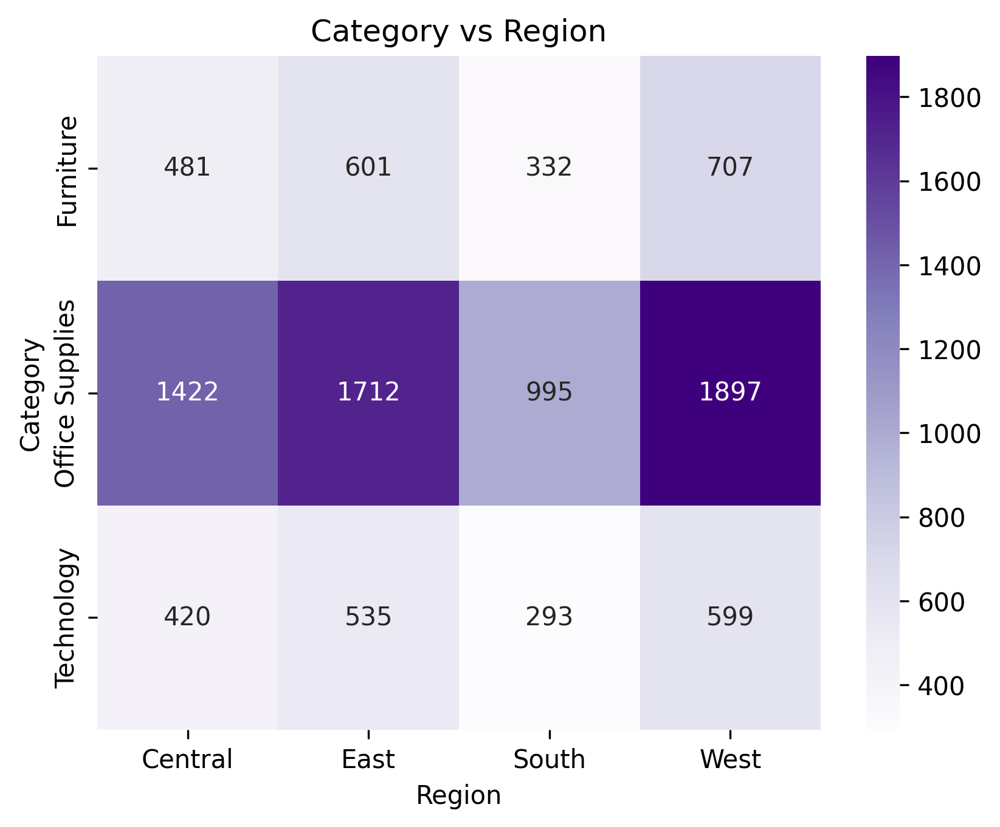 Category vs Region
Category
Furniture
481 601 332 707
Office Supplies
1422 1712 995 1897
Technology
420 535 293 599
Central East South West
Region
1800
1600
1400
1200
1000
800
600
400